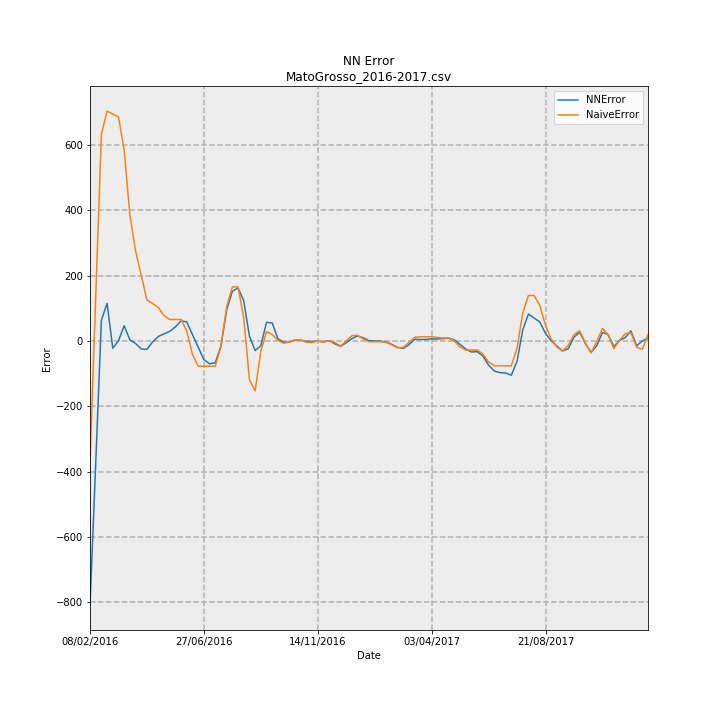 NN Error
MatoGrosso_2016-2017.csv
NNError
NaiveError
600
400
200
0
−200
−400
−600
−800
Error
08/02/2016
27/06/2016
14/11/2016
03/04/2017
21/08/2017
Date